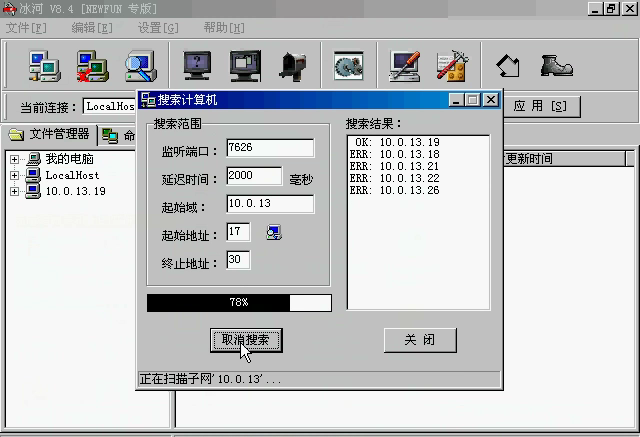 冰河 V8.4 [NEWFUN 专版]
文件[F] 编辑[E] 设置[G] 帮助[H]
当前连接： LocalHos
应 用 [S]
文件管理器 命
更新时间
我的电脑
LocalHost
10.0.13.19
搜索计算机
搜索范围
监听端口： 7626
延迟时间： 2000 毫秒
起始域： 10.0.13
起始地址： 17
终止地址： 30
78%
取消搜索
搜索结果：
OK: 10.0.13.19
ERR: 10.0.13.18
ERR: 10.0.13.21
ERR: 10.0.13.22
ERR: 10.0.13.26
关 闭
正在扫描子网'10.0.13'...